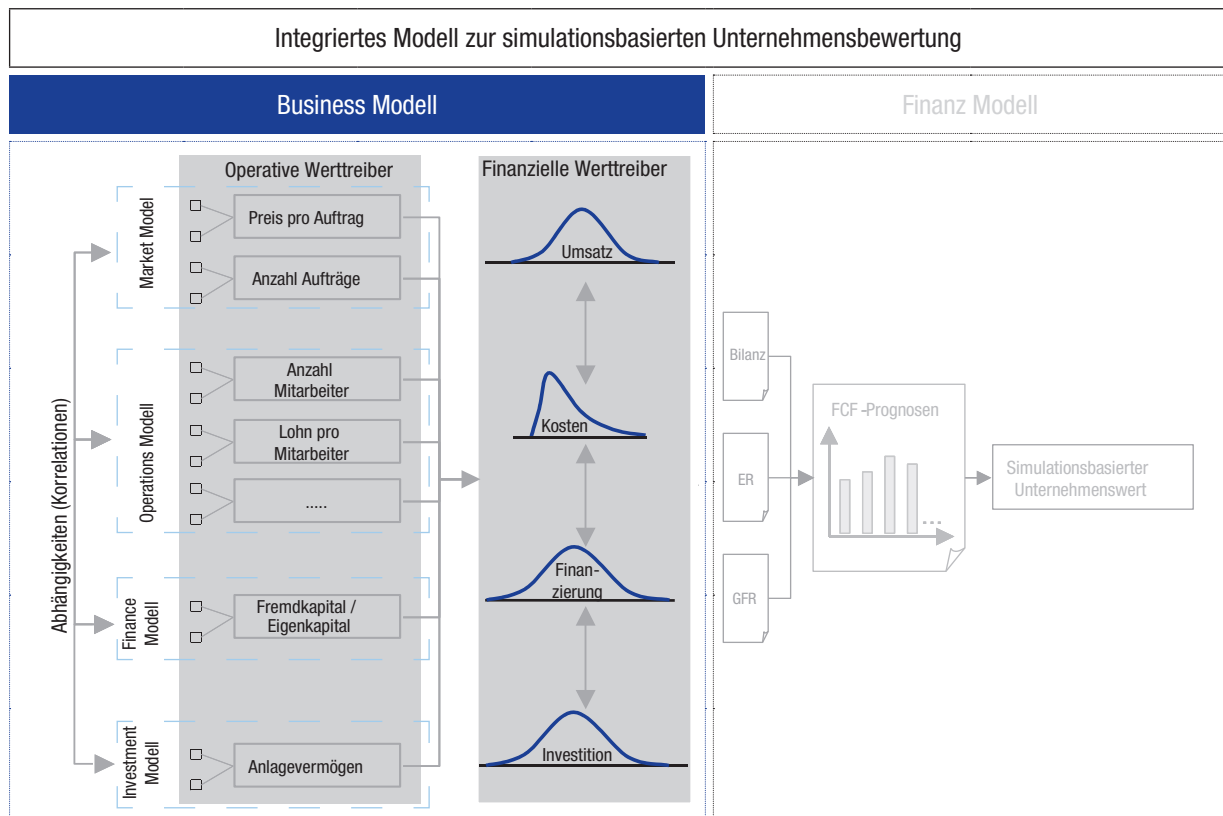 Integriertes Modell zur simulationsbasierten Unternehmensbewertung
Business Modell
Finanz Modell
Abhängigkeiten (Korrelationen)
Market Model
Operations Model
Finance
Model
Investment
Modell
Operative Werttreiber
Preis pro Auftrag
Anzahl Aufträge
Anzahl
Mitarbeiter
Lohn pro
Mitarbeiter
.....
Fremdkapital /
Eigenkapital
Anlagevermögen
Finanzielle Werttreiber
Umsatz
Kosten
Finan-
zierung
Investition
Bilanz
ER
GFR
FCF-Prognosen
...
Simulationsbasierter
Unternehmenswert